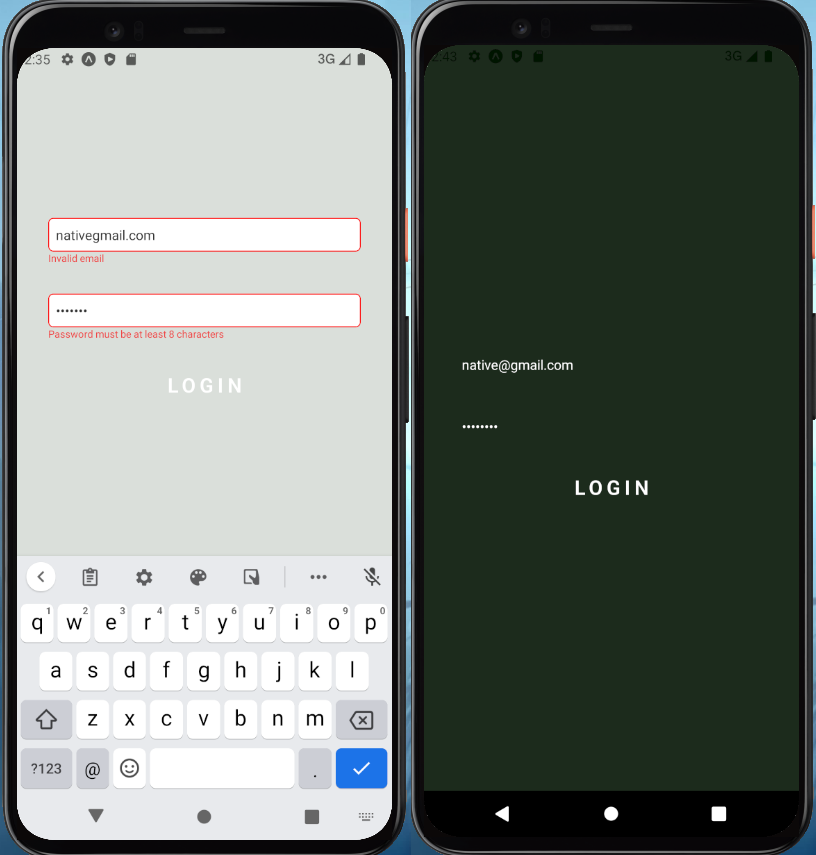 2:35 3G
nativegmail.com
Invalid email
•••••••
Password must be at least 8 characters
LOGIN
q1 w2 e3 r4 t5 y6 u7 i8 o9 p0
a s d f g h j k l
z x c v b n m
?123 @ .
2:43 3G
native@gmail.com
••••••••
LOGIN